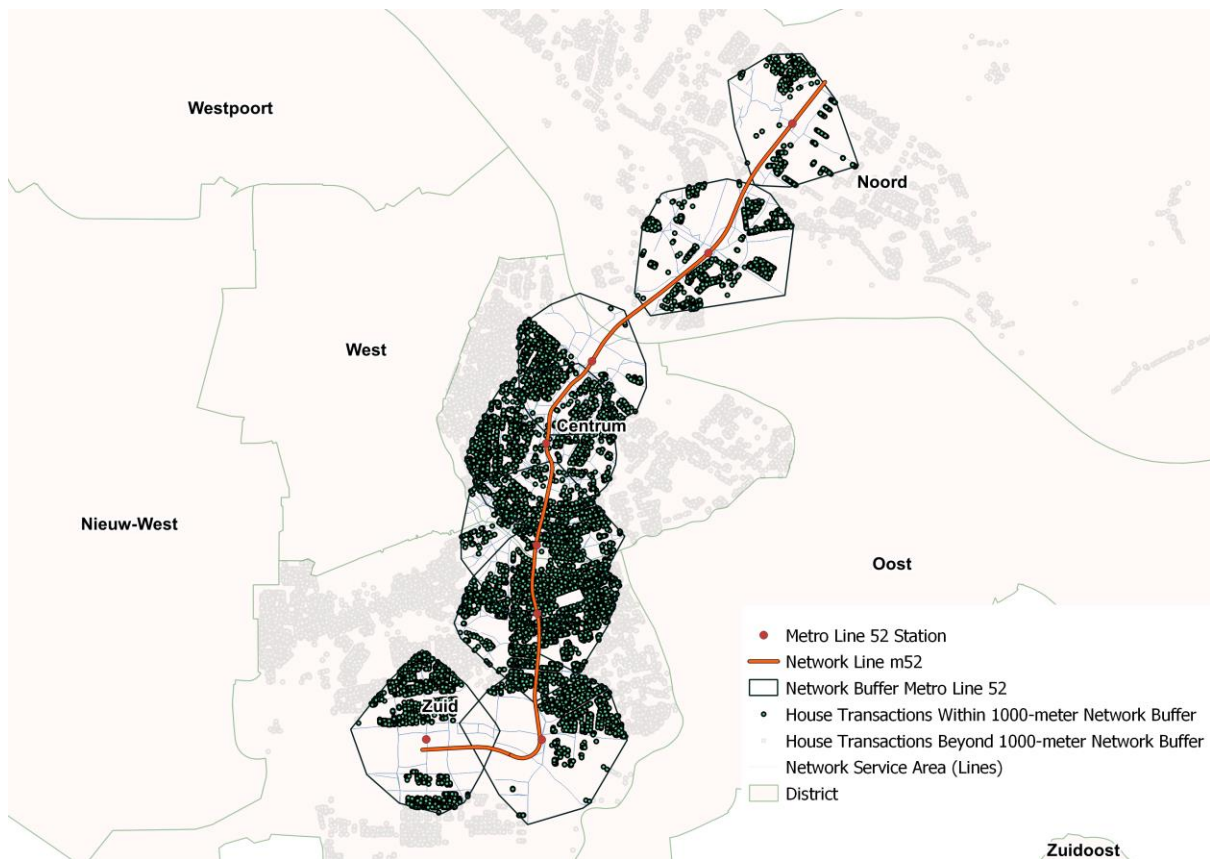 Westpoort
Noord
West
Centrum
Nieuw-West
Oost
Zuid
Metro Line 52 Station
Network Line m52
Network Buffer Metro Line 52
House Transactions Within 1000-meter Network Buffer
House Transactions Beyond 1000-meter Network Buffer
Network Service Area (Lines)
District
Zuidoost